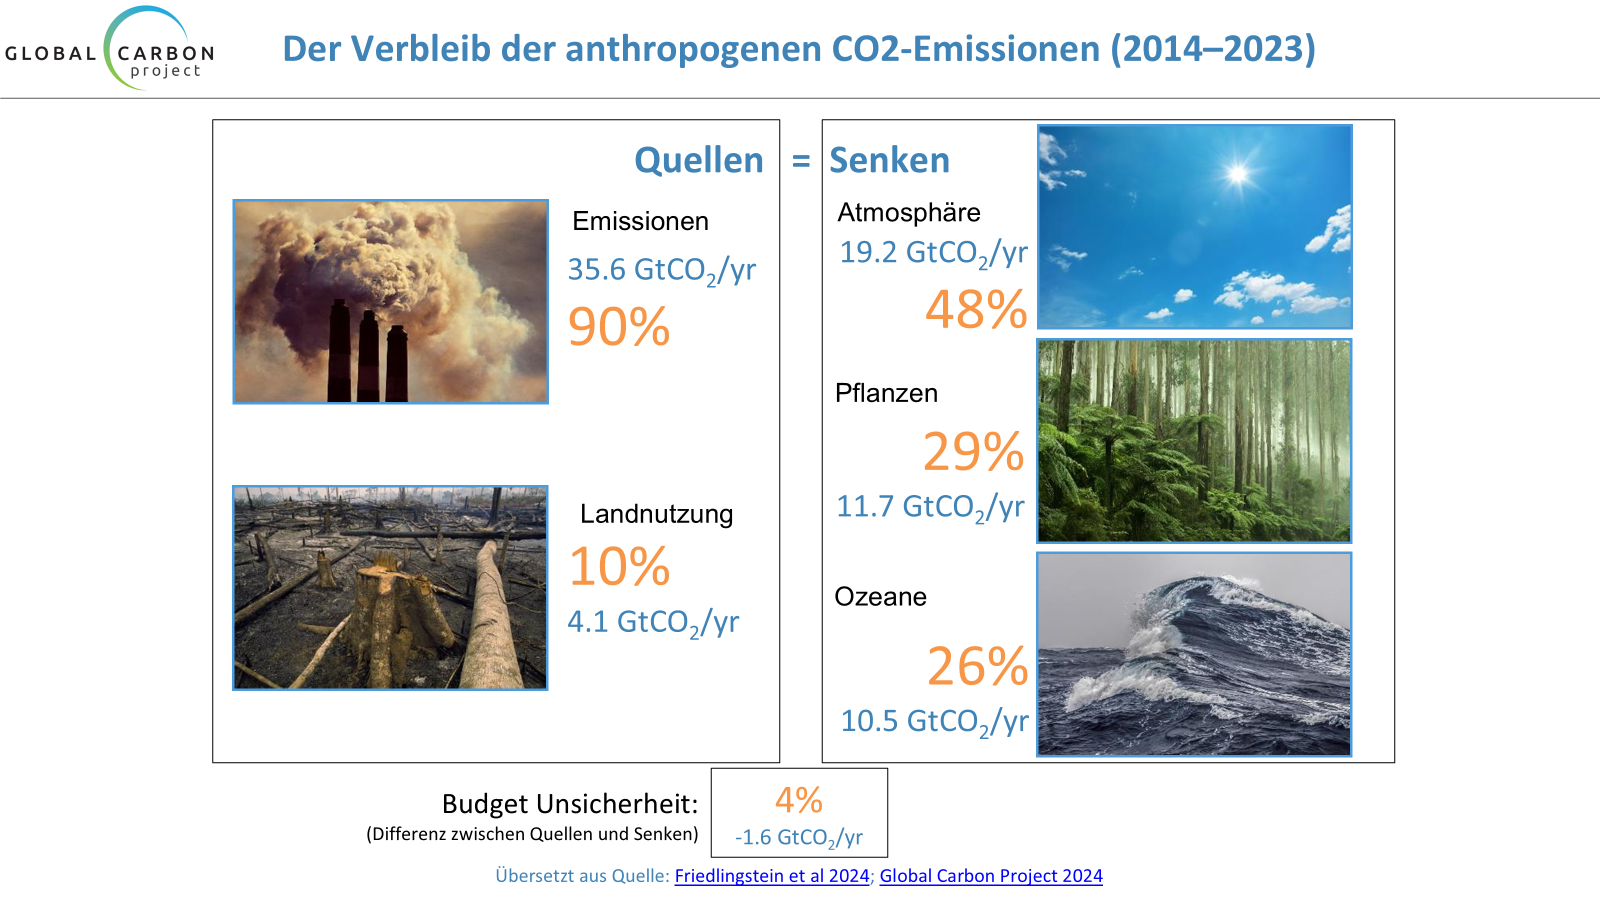 GLOBAL CARBON
project
Der Verbleib der anthropogenen CO2-Emissionen (2014–2023)
Quellen = Senken
Emissionen
35.6 GtCO₂/yr
90%
Landnutzung
10%
4.1 GtCO₂/yr
Atmosphäre
19.2 GtCO₂/yr
48%
Pflanzen
29%
11.7 GtCO₂/yr
Ozeane
26%
10.5 GtCO₂/yr
Budget Unsicherheit:
(Differenz zwischen Quellen und Senken)
4%
-1.6 GtCO₂/yr
Übersetzt aus Quelle: Friedlingstein et al 2024; Global Carbon Project 2024